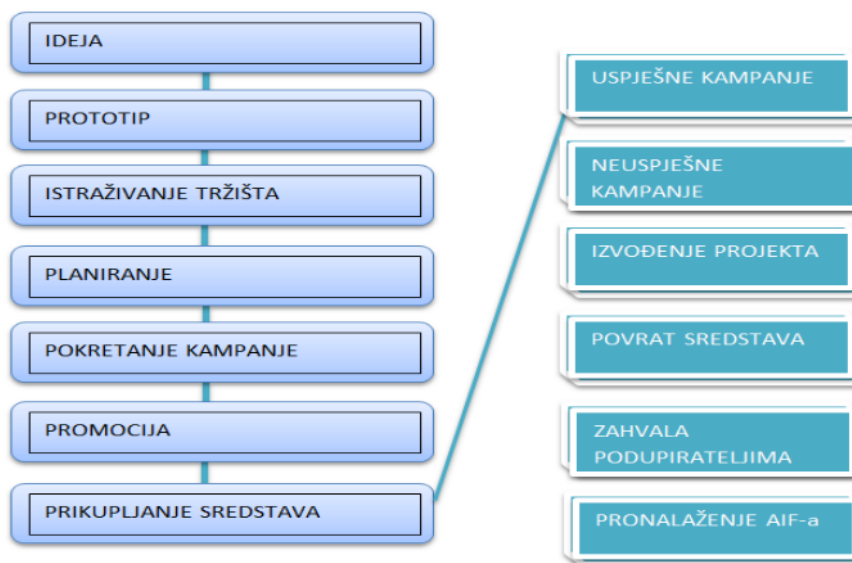 IDEJA
PROTOTIP
ISTRAŽIVANJE TRŽIŠTA
PLANIRANJE
POKRETANJE KAMPANJE
PROMOCIJA
PRIKUPLJANJE SREDSTAVA
USPJEŠNE KAMPANJE
NEUSPJEŠNE
KAMPANJE
IZVOĐENJE PROJEKTA
POVRAT SREDSTAVA
ZAHVALA
PODUPIRATELJIMA
PRONALAŽENJE AIF-a